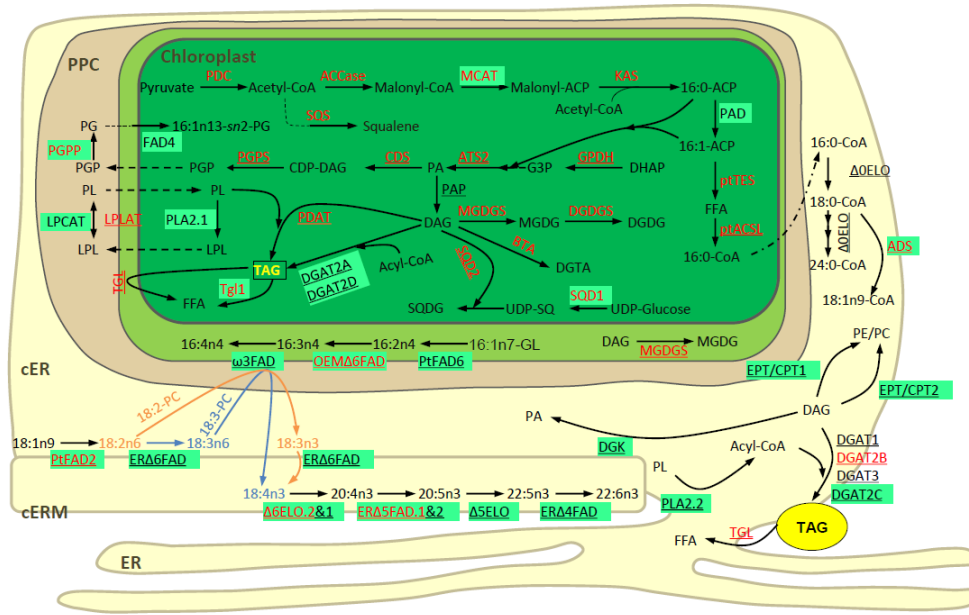 PPC
Chloroplast
PDC
ACCase
MCAT
KAS
Pyruvate
Acetyl-CoA
Malonyl-CoA
Malonyl-ACP
16:0-ACP
Acetyl-CoA
SQS
PAD
PG
16:1n13-sn2-PG
Squalene
FAD4
16:1-ACP
16:0-CoA
PGPP
PGPS
CDS
ATS2
GPDH
PGP
PGP
CDP-DAG
PA
G3P
DHAP
Δ0ELO
PL
PL
PAP
ptTES
18:0-CoA
LPCAT
LPLAT
PLA2.1
PDAT
DAG
MGDGS
MGDG
DGDGS
DGDG
FFA
ptACSL
Δ0ELO
ADS
LPL
LPL
BTA
SQD2
Acyl-CoA
16:0-CoA
24:0-CoA
TGL
TAG
DGAT2A
DGAT2D
DGTA
Tgl1
FFA
SQD1
18:1n9-CoA
SQDG
UDP-SQ
UDP-Glucose
PE/PC
16:4n4
16:3n4
16:2n4
16:1n7-GL
DAG
MGDG
ω3FAD
OEMΔ6FAD
PtFAD6
MGDGS
cER
EPT/CPT1
EPT/CPT2
18:2-PC
18:3-PC
PA
DAG
18:1n9
18:2n6
18:3n6
18:3n3
DGK
Acyl-CoA
DGAT1
PtFAD2
ERΔ6FAD
ERΔ6FAD
DGAT2B
PL
DGAT3
18:4n3
20:4n3
20:5n3
22:5n3
22:6n3
DGAT2C
cERM
Δ6ELO.2&1
ERΔ5FAD.1&2
Δ5ELO
ERΔ4FAD
PLA2.2
TAG
FFA
TGL
ER